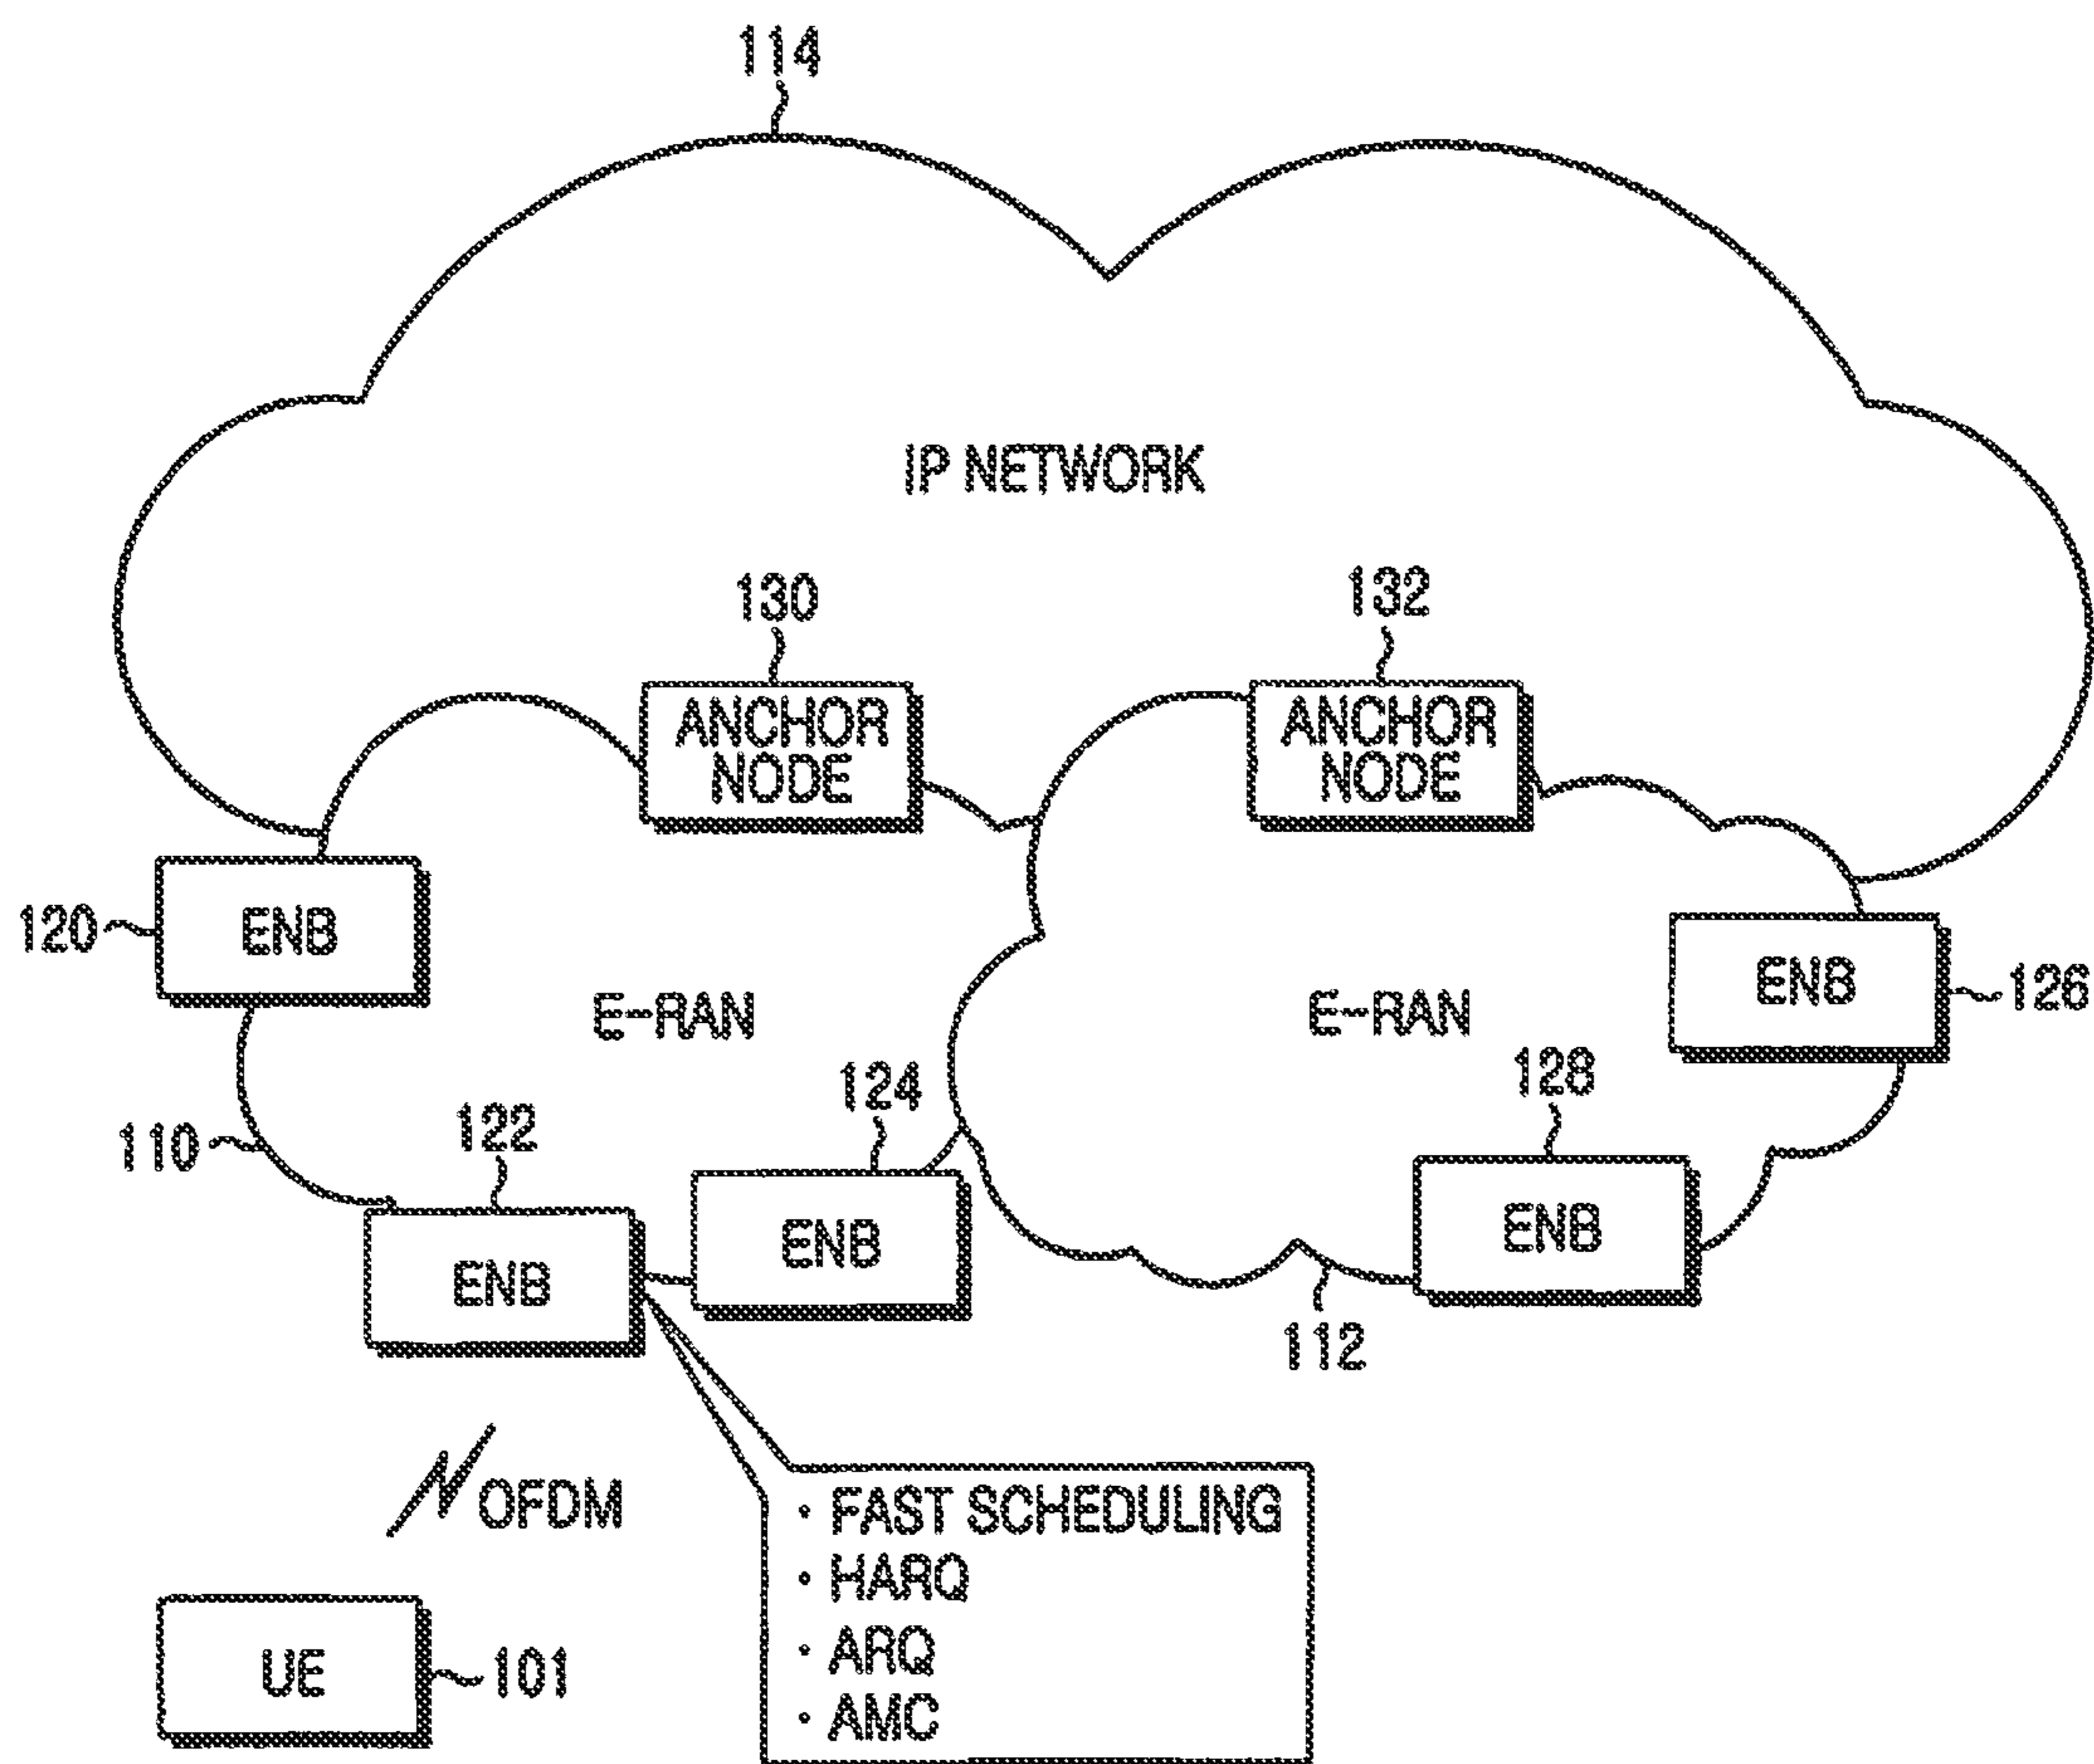 114
IP NETWORK
130
132
ANCHOR
NODE
ANCHOR
NODE
120
ENB
E-RAN
E-RAN
ENB
126
110
122
124
128
ENB
ENB
ENB
112
OFDM
· FAST SCHEDULING
· HARQ
· ARQ
· AMC
UE
101